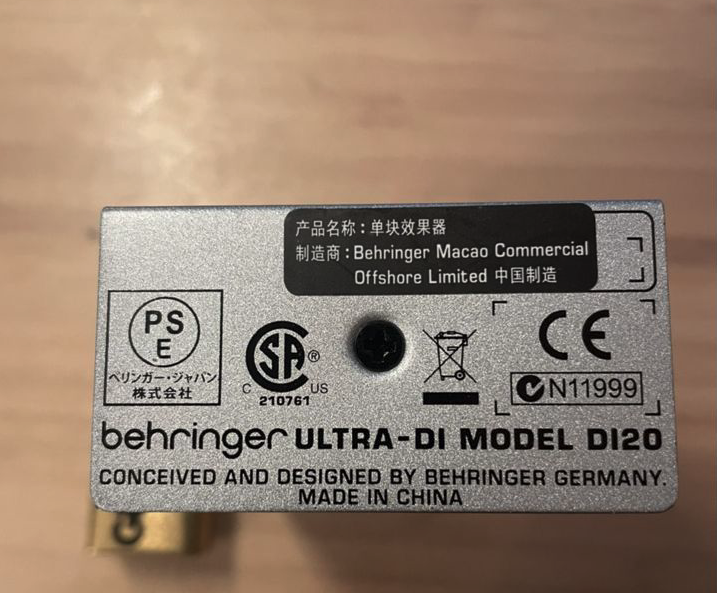 产品名称：单块效果器
制造商：Behringer Macao Commercial
Offshore Limited 中国制造
PS
E
ベリンガー・ジャパン
株式会社
SA®
C US
210761
CE
N11999
behringer ULTRA-DI MODEL DI20
CONCEIVED AND DESIGNED BY BEHRINGER GERMANY.
MADE IN CHINA